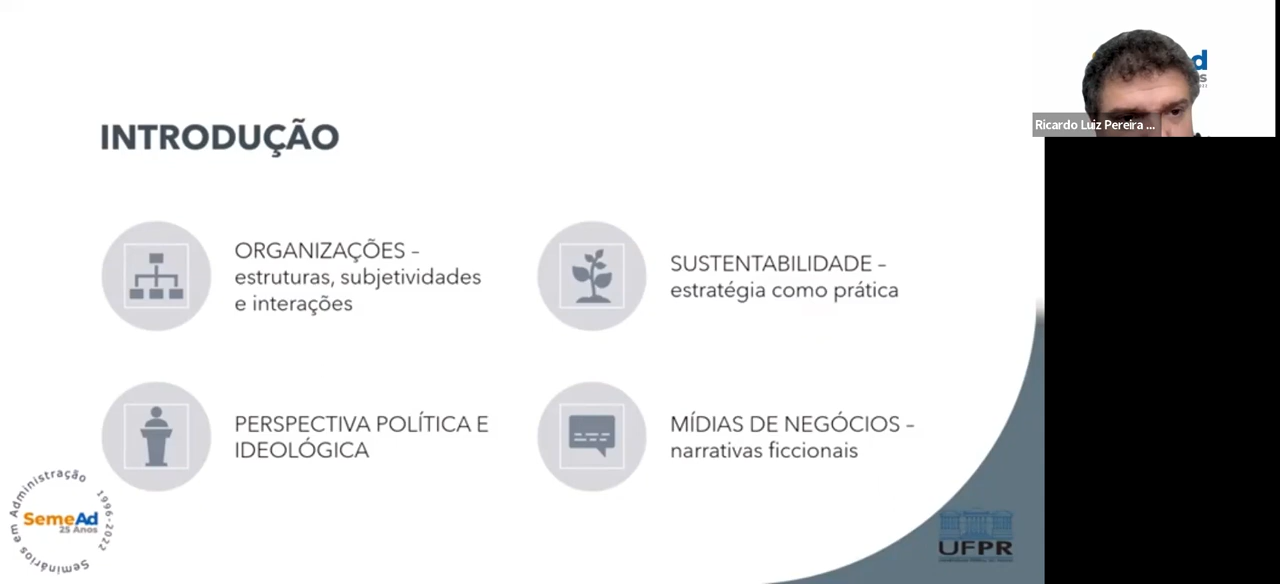 INTRODUÇÃO
Ricardo Luiz Pereira ...
ORGANIZAÇÕES –
estruturas, subjetividades
e interações
SUSTENTABILIDADE –
estratégia como prática
PERSPECTIVA POLÍTICA E
IDEOLÓGICA
MÍDIAS DE NEGÓCIOS –
narrativas ficcionais
Seminários em Administração 1996-2022
SemeAd
25 Anos
UFPR